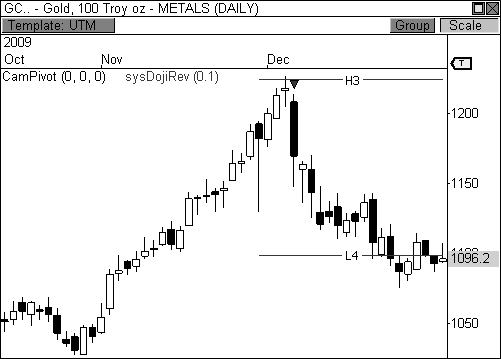 GC.. - Gold, 100 Troy oz - METALS (DAILY)
Template: UTM Group Scale
2009
Oct Nov Dec
T
CamPivot (0, 0, 0) sysDojiRev (0.1)
H3
1200
1150
L4
1096.2
1050